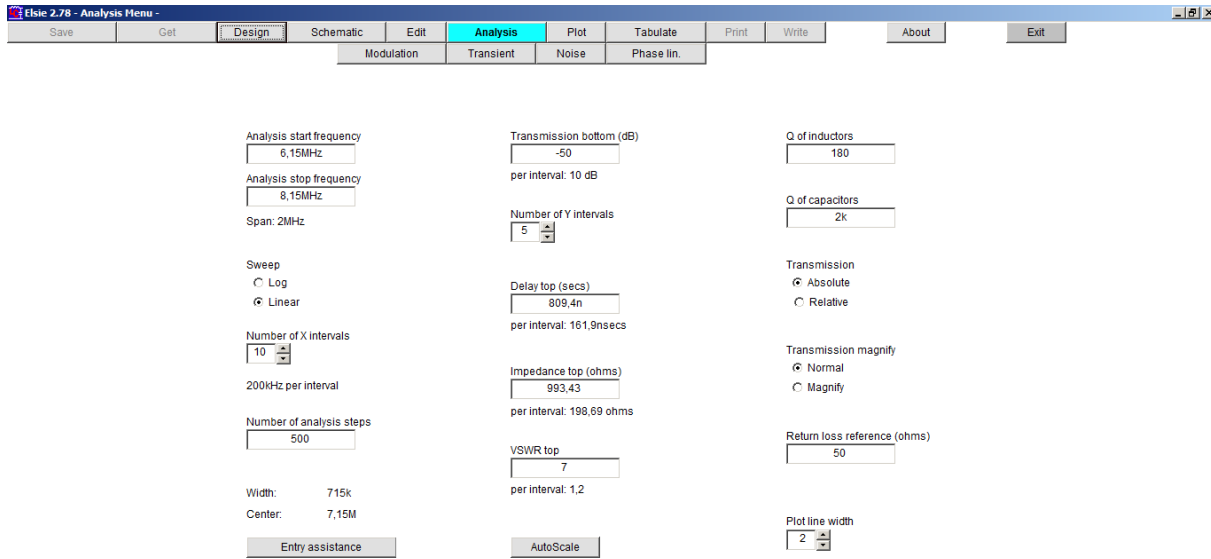 Elsie 2.78 - Analysis Menu -
Save Get Design Schematic Edit Analysis Plot Tabulate Print Write About Exit
Modulation Transient Noise Phase lin.
Analysis start frequency
6,15MHz
Analysis stop frequency
8,15MHz
Span: 2MHz
Sweep
Log
Linear
Number of X intervals
10
200kHz per interval
Number of analysis steps
500
Width: 715k
Center: 7,15M
Entry assistance
Transmission bottom (dB)
-50
per interval: 10 dB
Number of Y intervals
5
Delay top (secs)
809,4n
per interval: 161,9nsecs
Impedance top (ohms)
993,43
per interval: 198,69 ohms
VSWR top
7
per interval: 1,2
AutoScale
Q of inductors
180
Q of capacitors
2k
Transmission
Absolute
Relative
Transmission magnify
Normal
Magnify
Return loss reference (ohms)
50
Plot line width
2